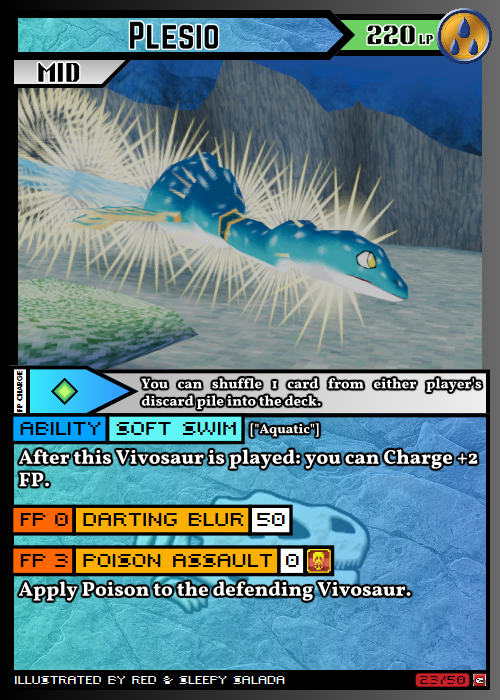 Plesio
220 LP
MID
FP CHARGE
You can shuffle 1 card from either player's
discard pile into the deck.
ABILITY SOFT SWIM ["Aquatic"]
After this Vivosaur is played: you can Charge +2
FP.
FP 0 DARTING BLUR 50
FP 3 POISON ASSAULT 0
Apply Poison to the defending Vivosaur.
ILLUSTRATED BY RED & SLEEPY SALADA
23/50